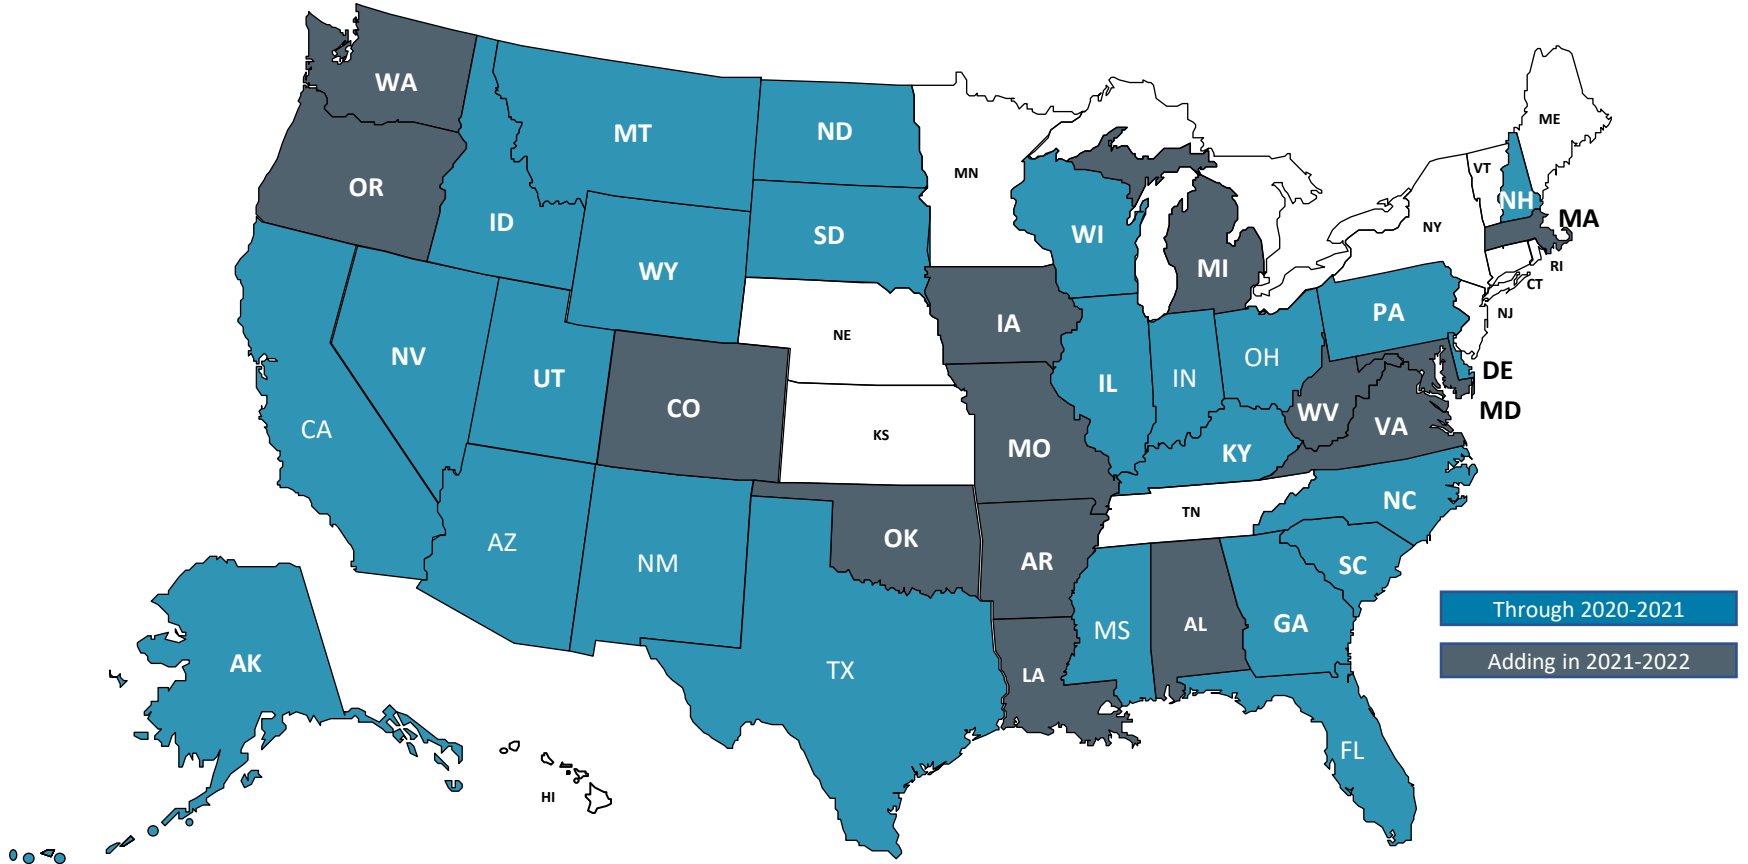 WA
MT
ND
ME
MN
VT
OR
NH
ID
SD
WI
NY
MA
WY
MI
RI
CT
IA
PA
NJ
NE
NV
OH
UT
IN
DE
IL
CO
WV
MD
CA
VA
KS
MO
KY
NC
TN
OK
AZ
AR
NM
SC
Through 2020-2021
MS
AL
GA
AK
Adding in 2021-2022
TX
LA
FL
HI